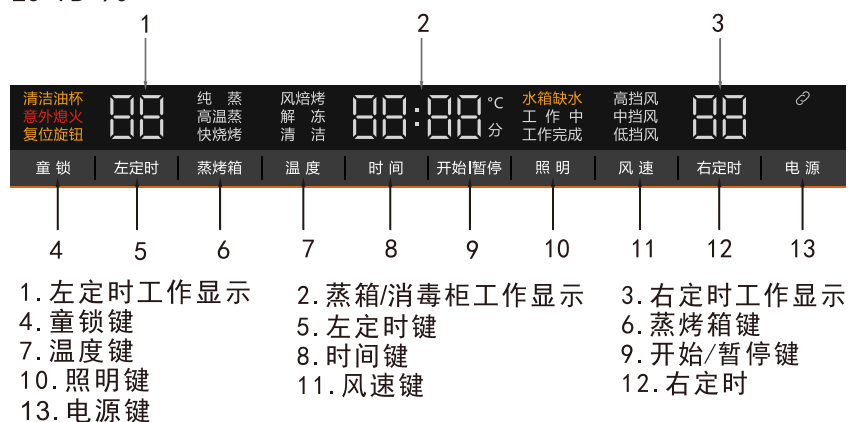 1 2 3
清洁油杯 纯 蒸 风焙烤 水箱缺水 高挡风
意外熄火 88 高温蒸 解 冻 88:88 °C 工 作 中 中挡风 88
复位旋钮 快烧烤 清 洁 分 工作完成 低挡风
童 锁 左定时 蒸烤箱 温 度 时 间 开始|暂停 照 明 风 速 右定时 电 源
4 5 6 7 8 9 10 11 12 13
1.左定时工作显示 2.蒸箱/消毒柜工作显示 3.右定时工作显示
4.童锁键 5.左定时键 6.蒸烤箱键
7.温度键 8.时间键 9.开始/暂停键
10.照明键 11.风速键 12.右定时
13.电源键